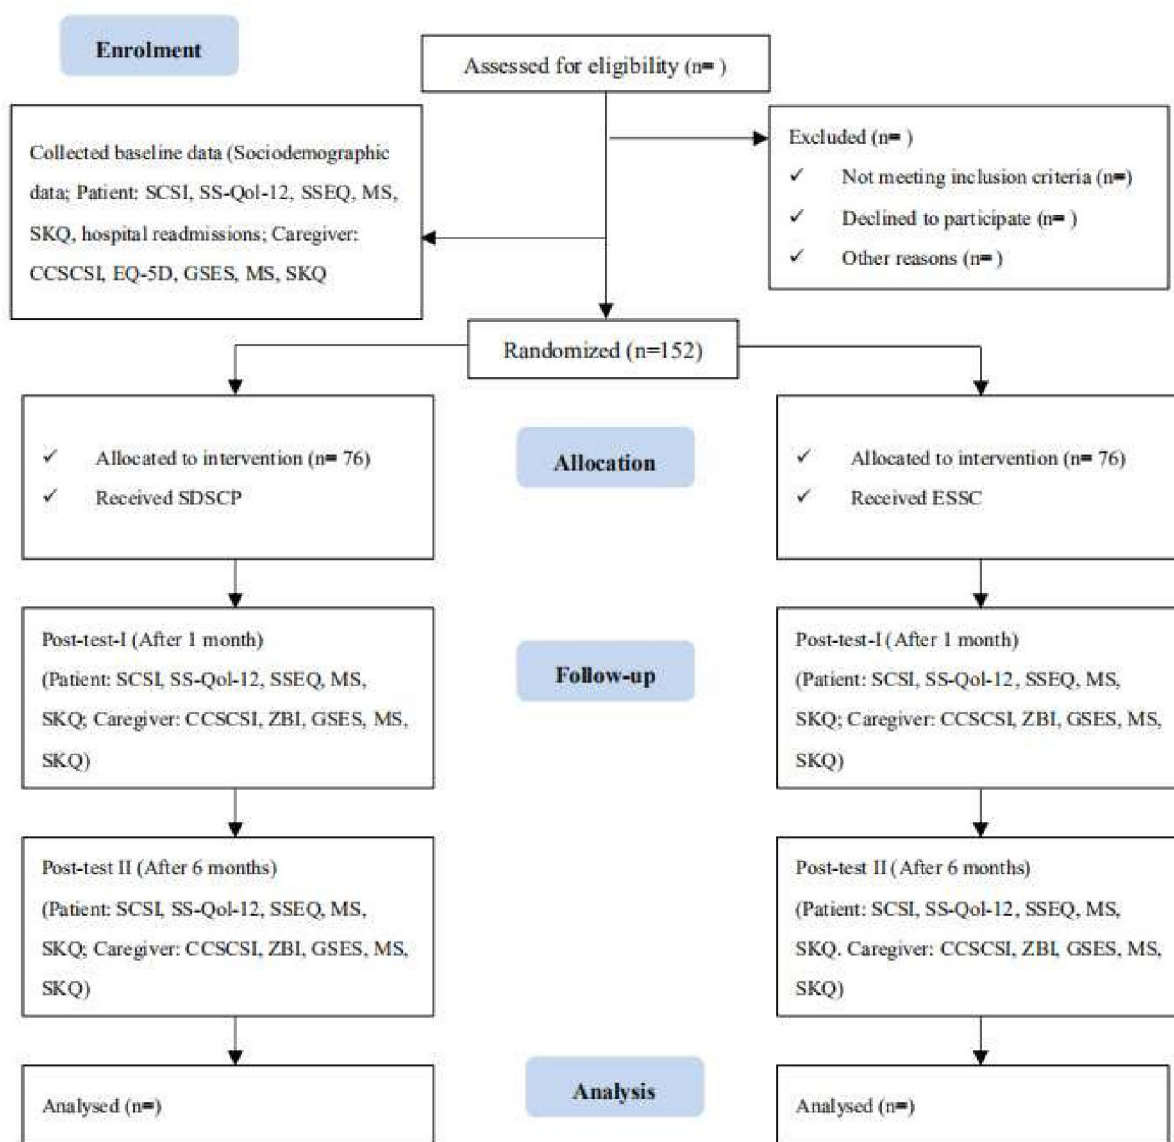 Enrolment
Assessed for eligibility (n= )
Collected baseline data (Sociodemographic
data; Patient: SCSI, SS-Qol-12, SSEQ, MS,
SKQ, hospital readmissions; Caregiver:
CCSCSI, EQ-5D, GSES, MS, SKQ
Excluded (n= )
✓ Not meeting inclusion criteria (n=)
✓ Declined to participate (n= )
✓ Other reasons (n= )
Randomized (n=152)
✓ Allocated to intervention (n= 76)
✓ Received SDSCP
Allocation
✓ Allocated to intervention (n= 76)
✓ Received ESSC
Post-test-I (After 1 month)
(Patient: SCSI, SS-Qol-12, SSEQ, MS,
SKQ; Caregiver: CCSCSI, ZBI, GSES, MS,
SKQ)
Follow-up
Post-test-I (After 1 month)
(Patient: SCSI, SS-Qol-12, SSEQ, MS,
SKQ; Caregiver: CCSCSI, ZBI, GSES, MS,
SKQ)
Post-test II (After 6 months)
(Patient: SCSI, SS-Qol-12, SSEQ, MS,
SKQ; Caregiver: CCSCSI, ZBI, GSES, MS,
SKQ)
Post-test II (After 6 months)
(Patient: SCSI, SS-Qol-12, SSEQ, MS,
SKQ. Caregiver: CCSCSI, ZBI, GSES, MS,
SKQ)
Analysed (n=)
Analysis
Analysed (n=)